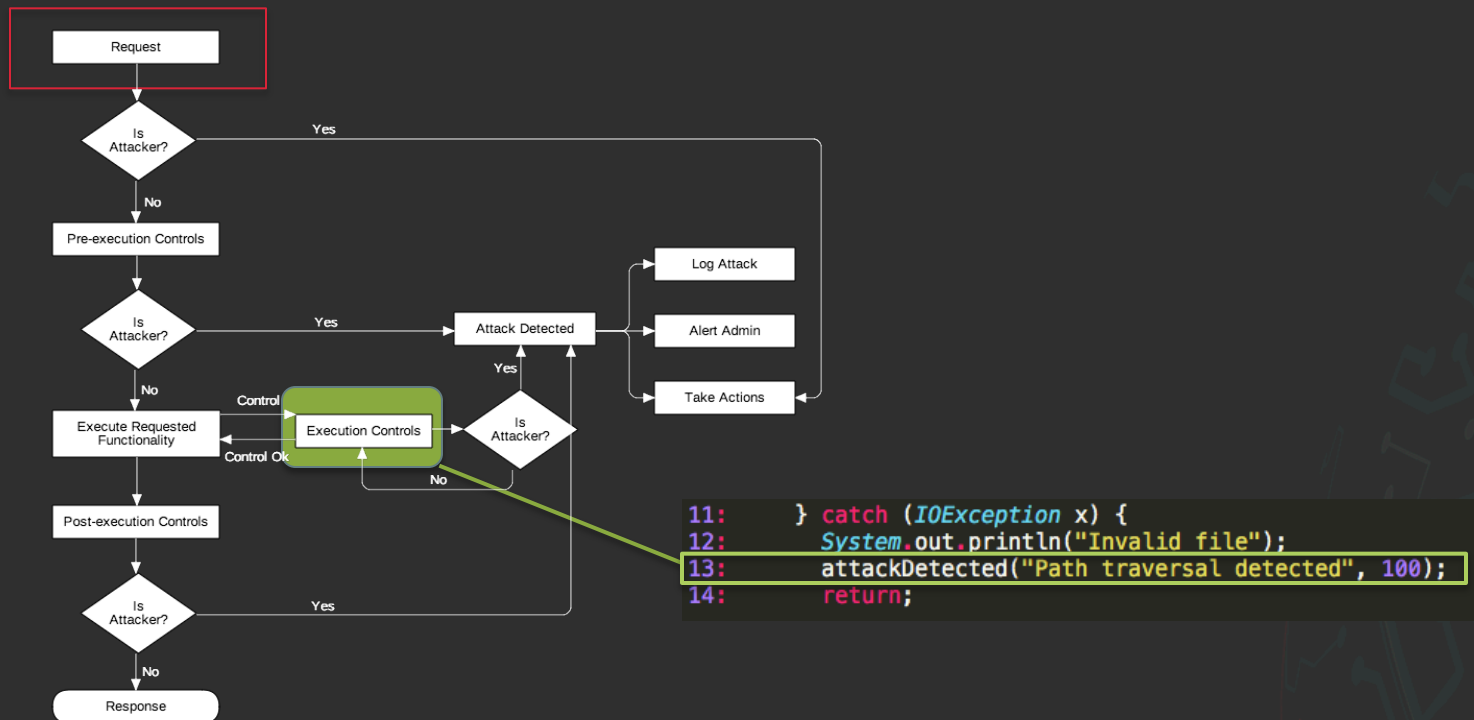 Request
Is
Attacker?
Yes
No
Pre-execution Controls
Is
Attacker?
Yes
No
Attack Detected
Log Attack
Alert Admin
Take Actions
Execute Requested
Functionality
Control
Control Ok
Execution Controls
Is
Attacker?
Yes
No
Post-execution Controls
Is
Attacker?
Yes
No
Response
11: } catch (IOException x) {
12: System.out.println("Invalid file");
13: attackDetected("Path traversal detected", 100);
14: return;